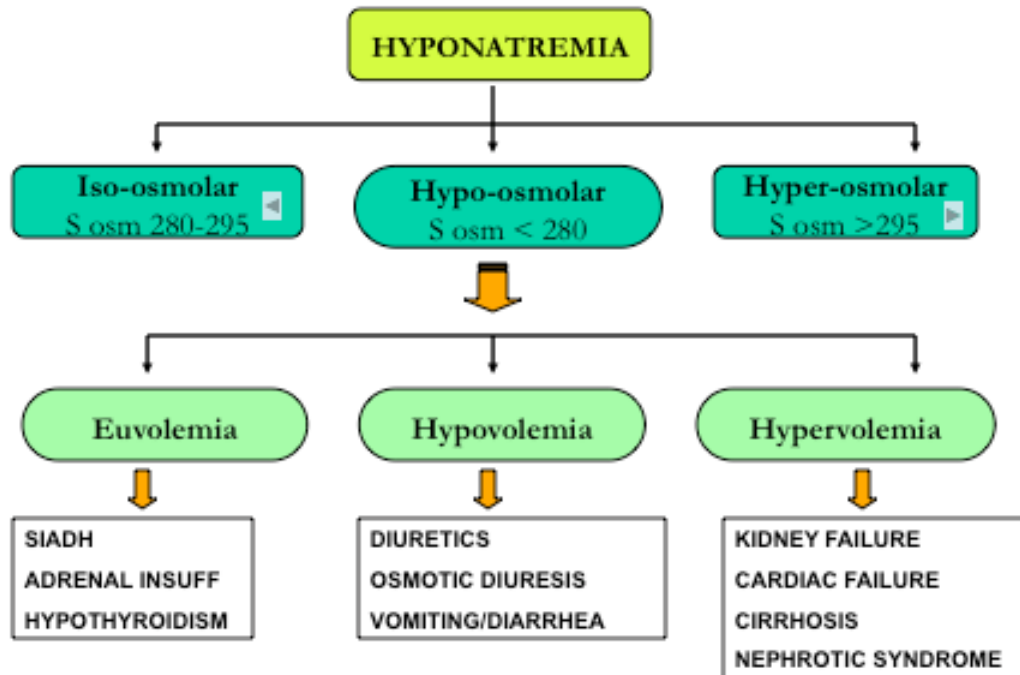 HYPONATREMIA
Iso-osmolar
S osm 280-295
Hypo-osmolar
S osm < 280
Hyper-osmolar
S osm >295
Euvolemia
Hypovolemia
Hypervolemia
SIADH
ADRENAL INSUFF
HYPOTHYROIDISM
DIURETICS
OSMOTIC DIURESIS
VOMITING/DIARRHEA
KIDNEY FAILURE
CARDIAC FAILURE
CIRRHOSIS
NEPHROTIC SYNDROME